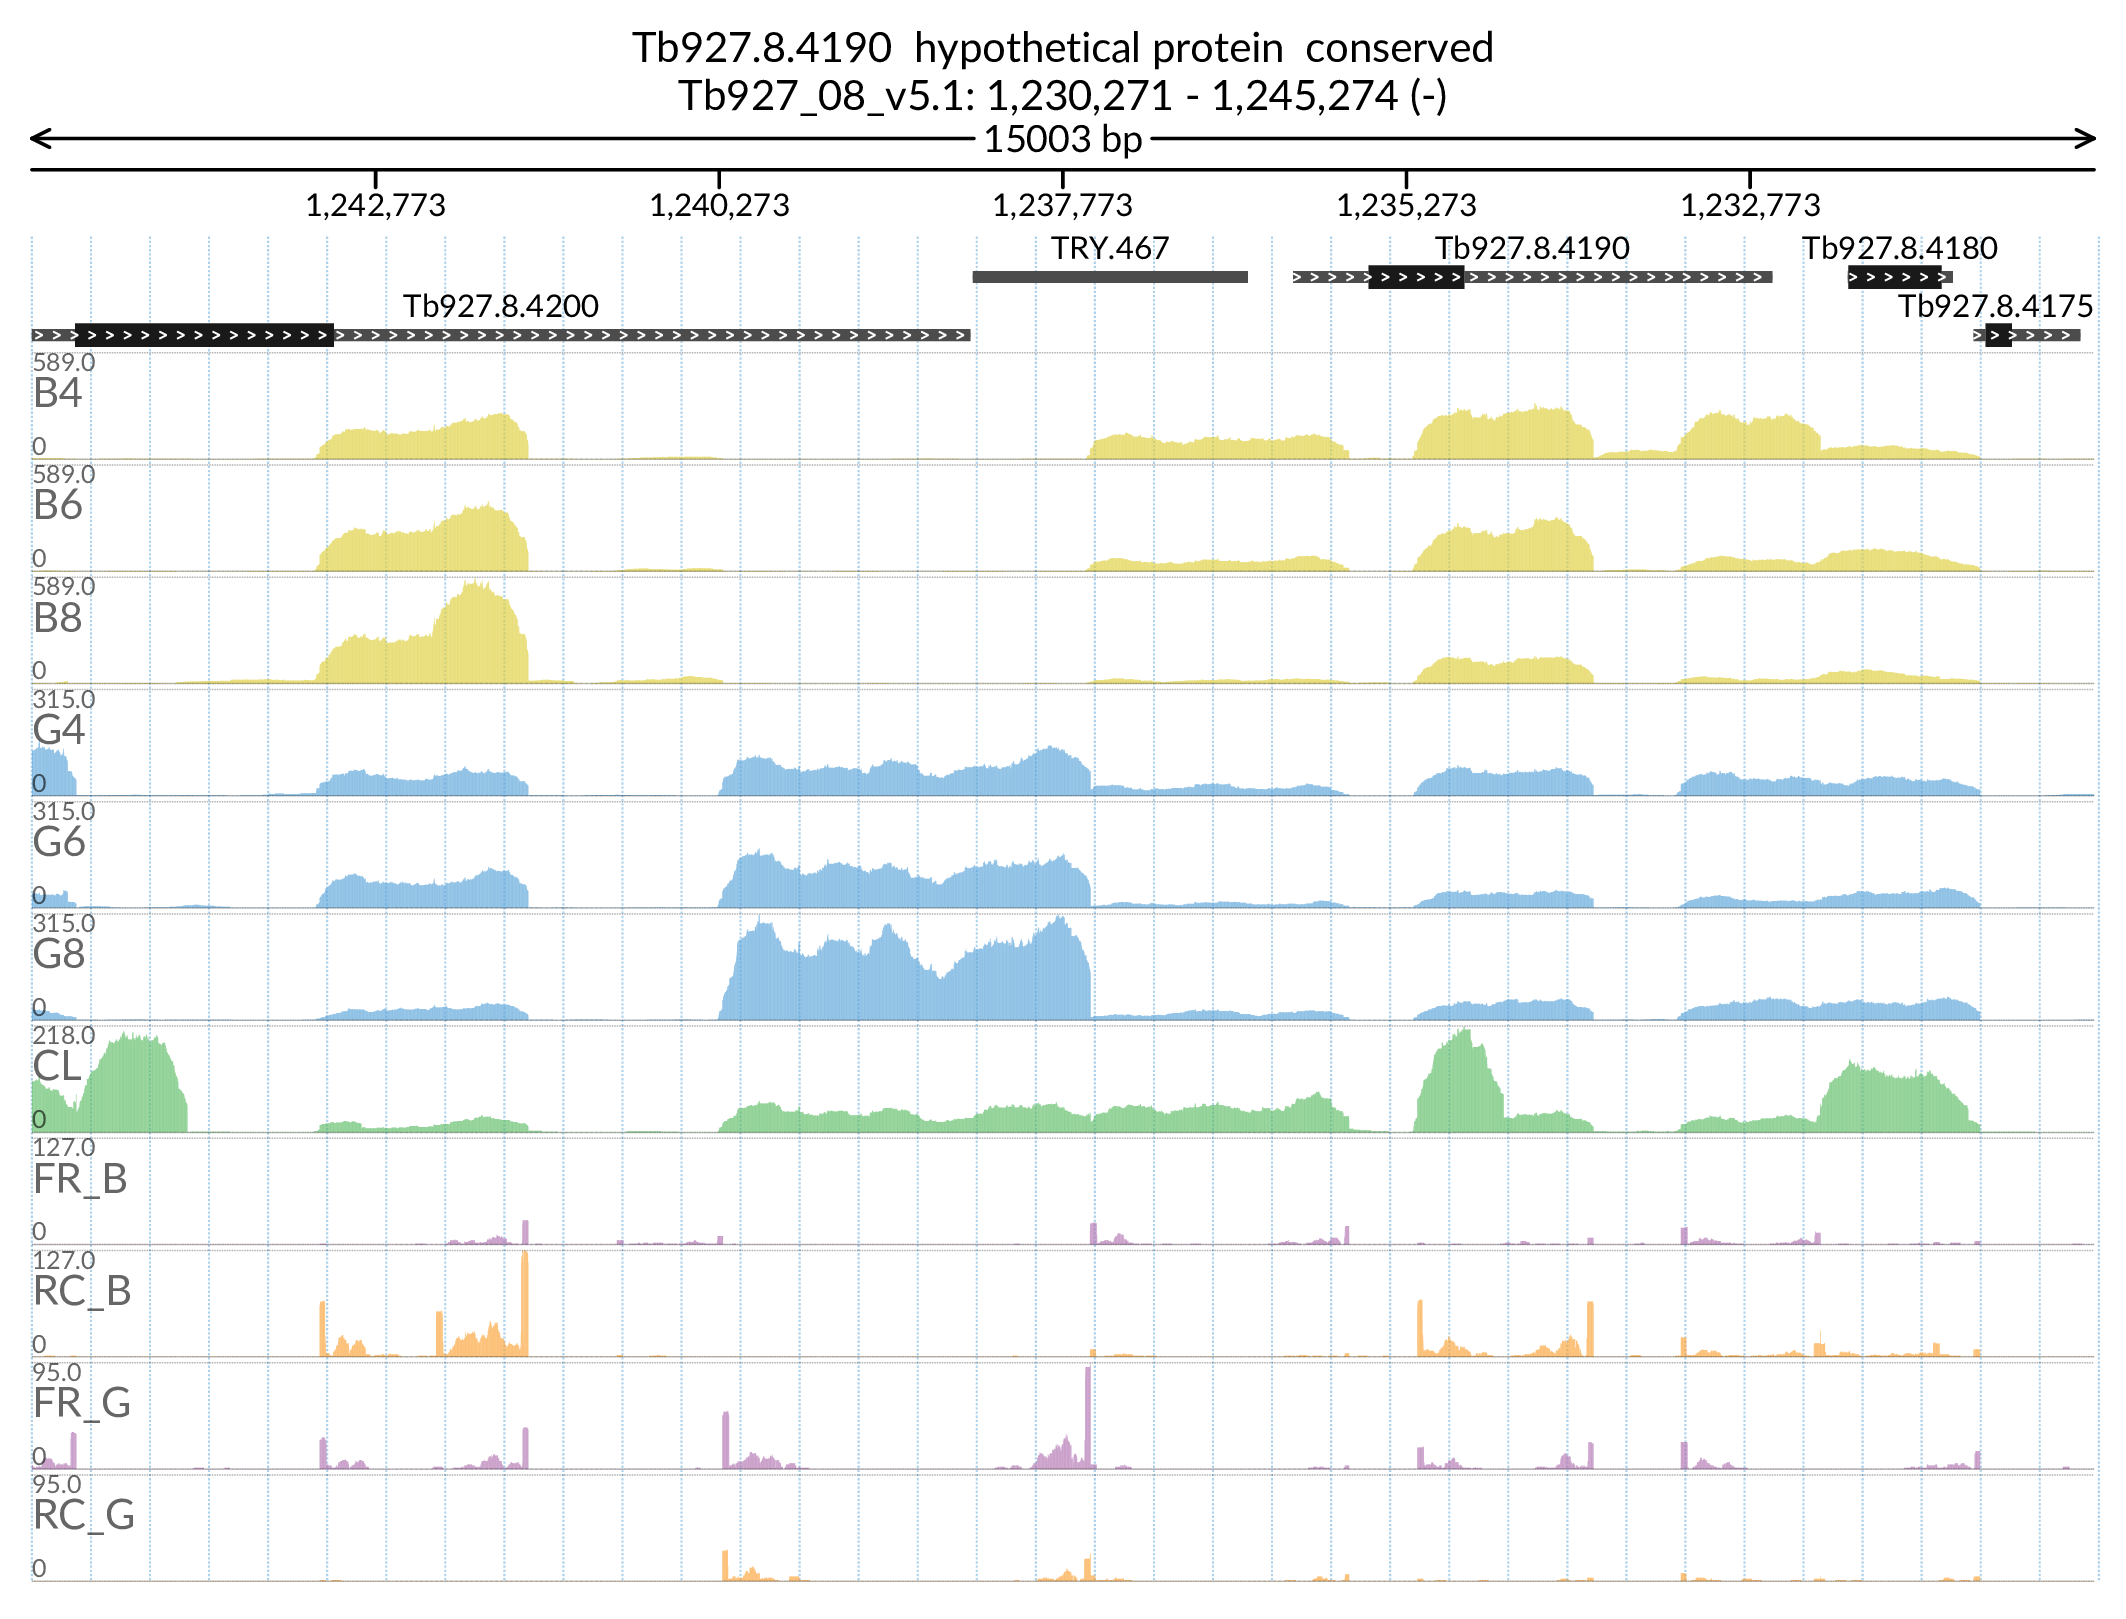 Tb927.8.4190  hypothetical protein  conserved
Tb927_08_v5.1: 1,230,271 - 1,245,274 (-)
15003 bp
1,242,773 1,240,273 1,237,773 1,235,273 1,232,773
TRY.467 Tb927.8.4190 Tb927.8.4180
Tb927.8.4200 Tb927.8.4175
589.0
B4
0
589.0
B6
0
589.0
B8
0
315.0
G4
0
315.0
G6
0
315.0
G8
0
218.0
CL
0
127.0
FR_B
0
127.0
RC_B
0
95.0
FR_G
0
95.0
RC_G
0